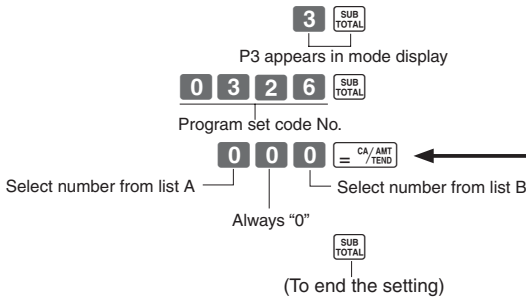 3 SUB TOTAL
P3 appears in mode display
0 3 2 6 SUB TOTAL
Program set code No.
0 0 0 = CA/AMT/TEND
Select number from list A
Select number from list B
Always “0”
SUB TOTAL
(To end the setting)